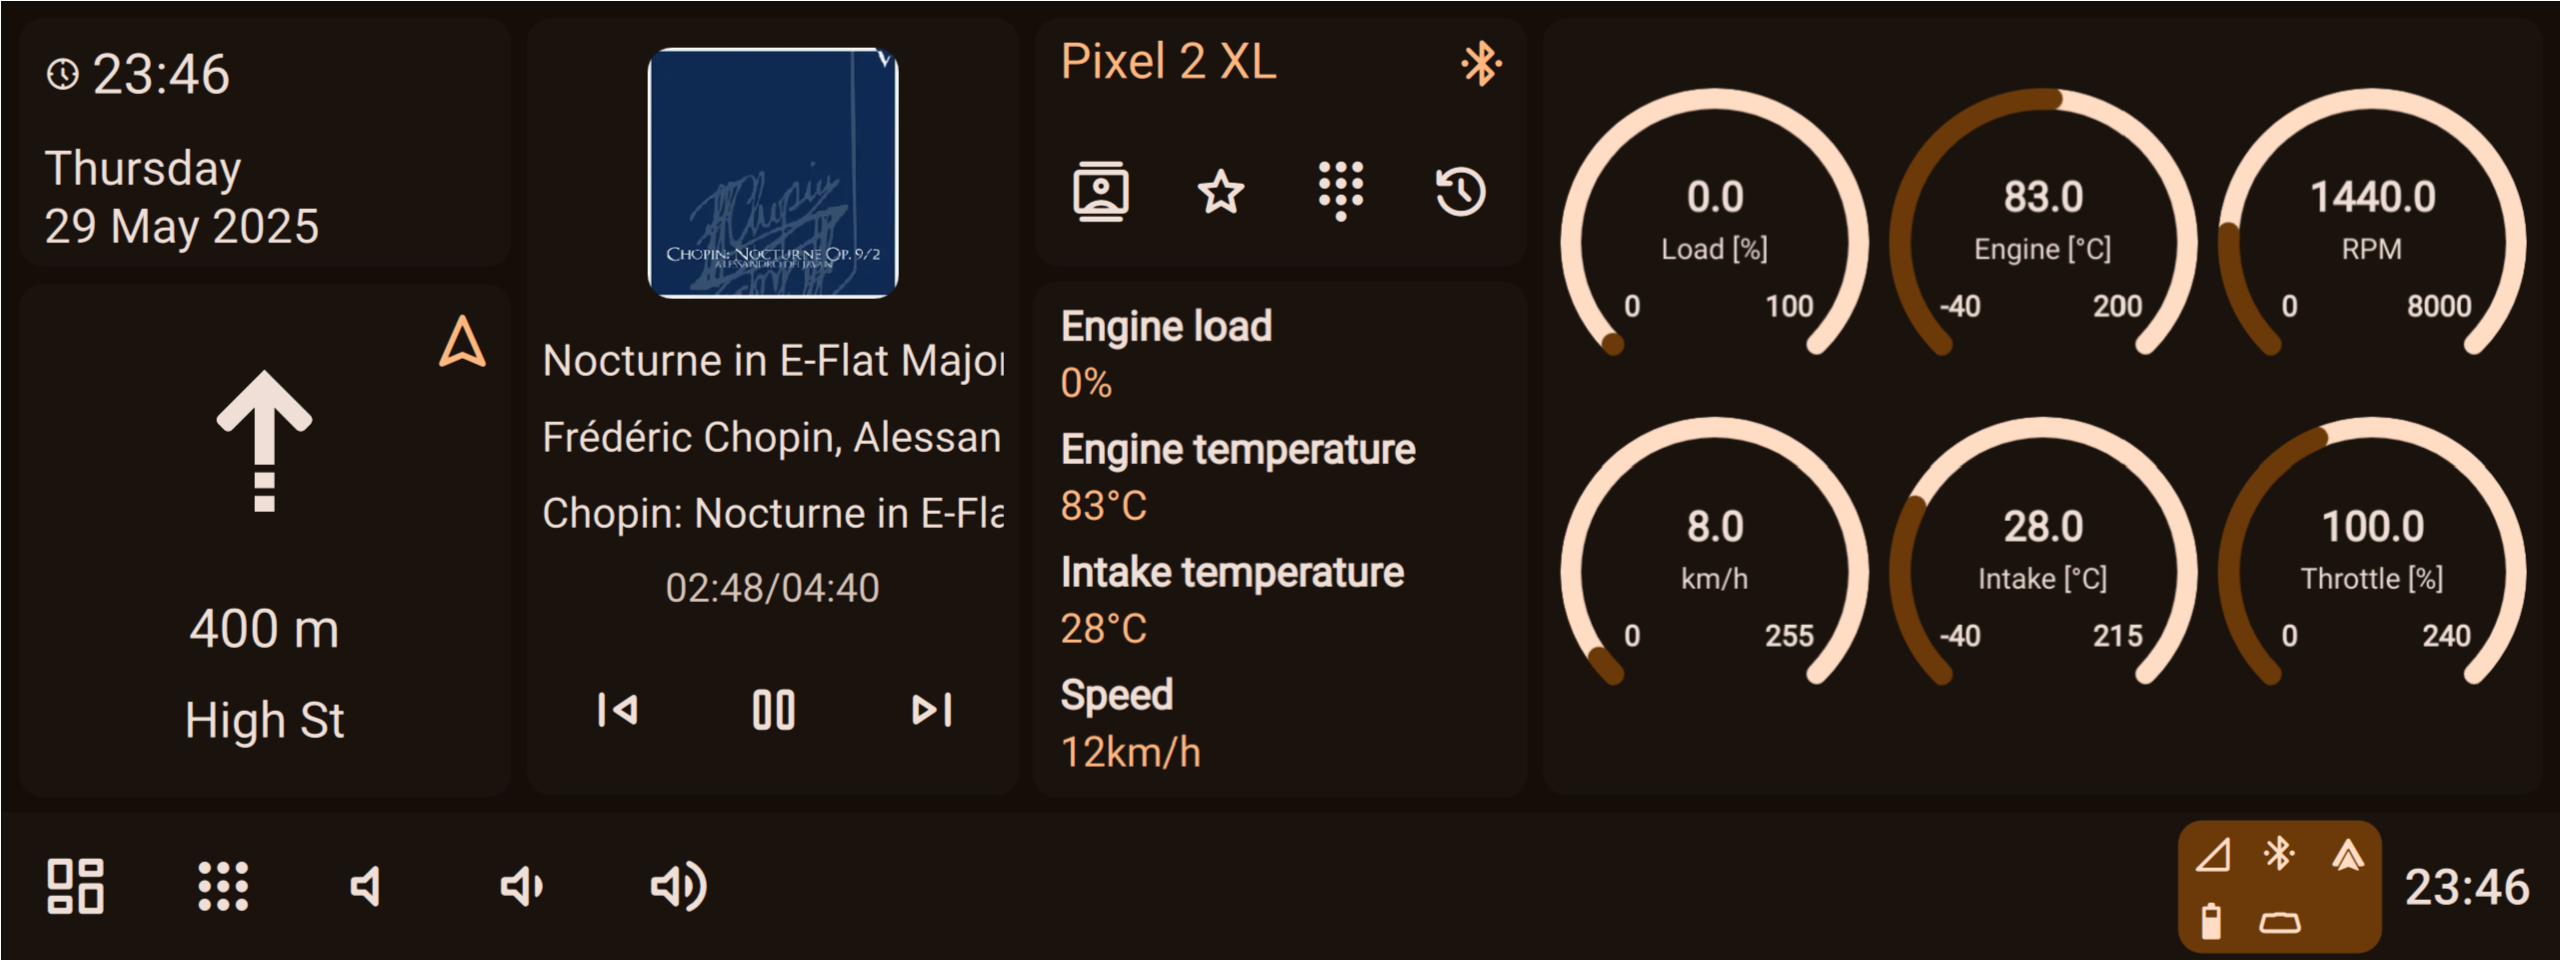 23:46
Thursday
29 May 2025
400 m
High St
CHOPIN: NOCTURNE OP. 9/2
Nocturne in E-Flat Major
Frédéric Chopin, Alessan
Chopin: Nocturne in E-Fla
02:48/04:40
Pixel 2 XL
Engine load
0%
Engine temperature
83°C
Intake temperature
28°C
Speed
12km/h
0.0
Load [%]
0 100
83.0
Engine [°C]
-40 200
1440.0
RPM
0 8000
8.0
km/h
0 255
28.0
Intake [°C]
-40 215
100.0
Throttle [%]
0 240
23:46